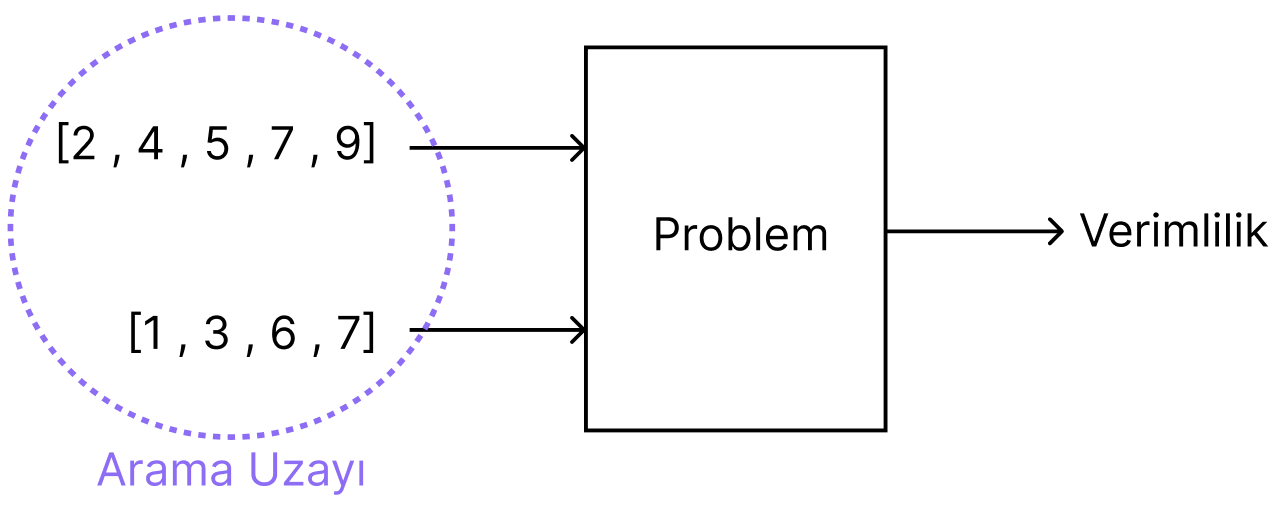 [2 , 4 , 5 , 7 , 9]
Problem
Verimlilik
[1 , 3 , 6 , 7]
Arama Uzayı